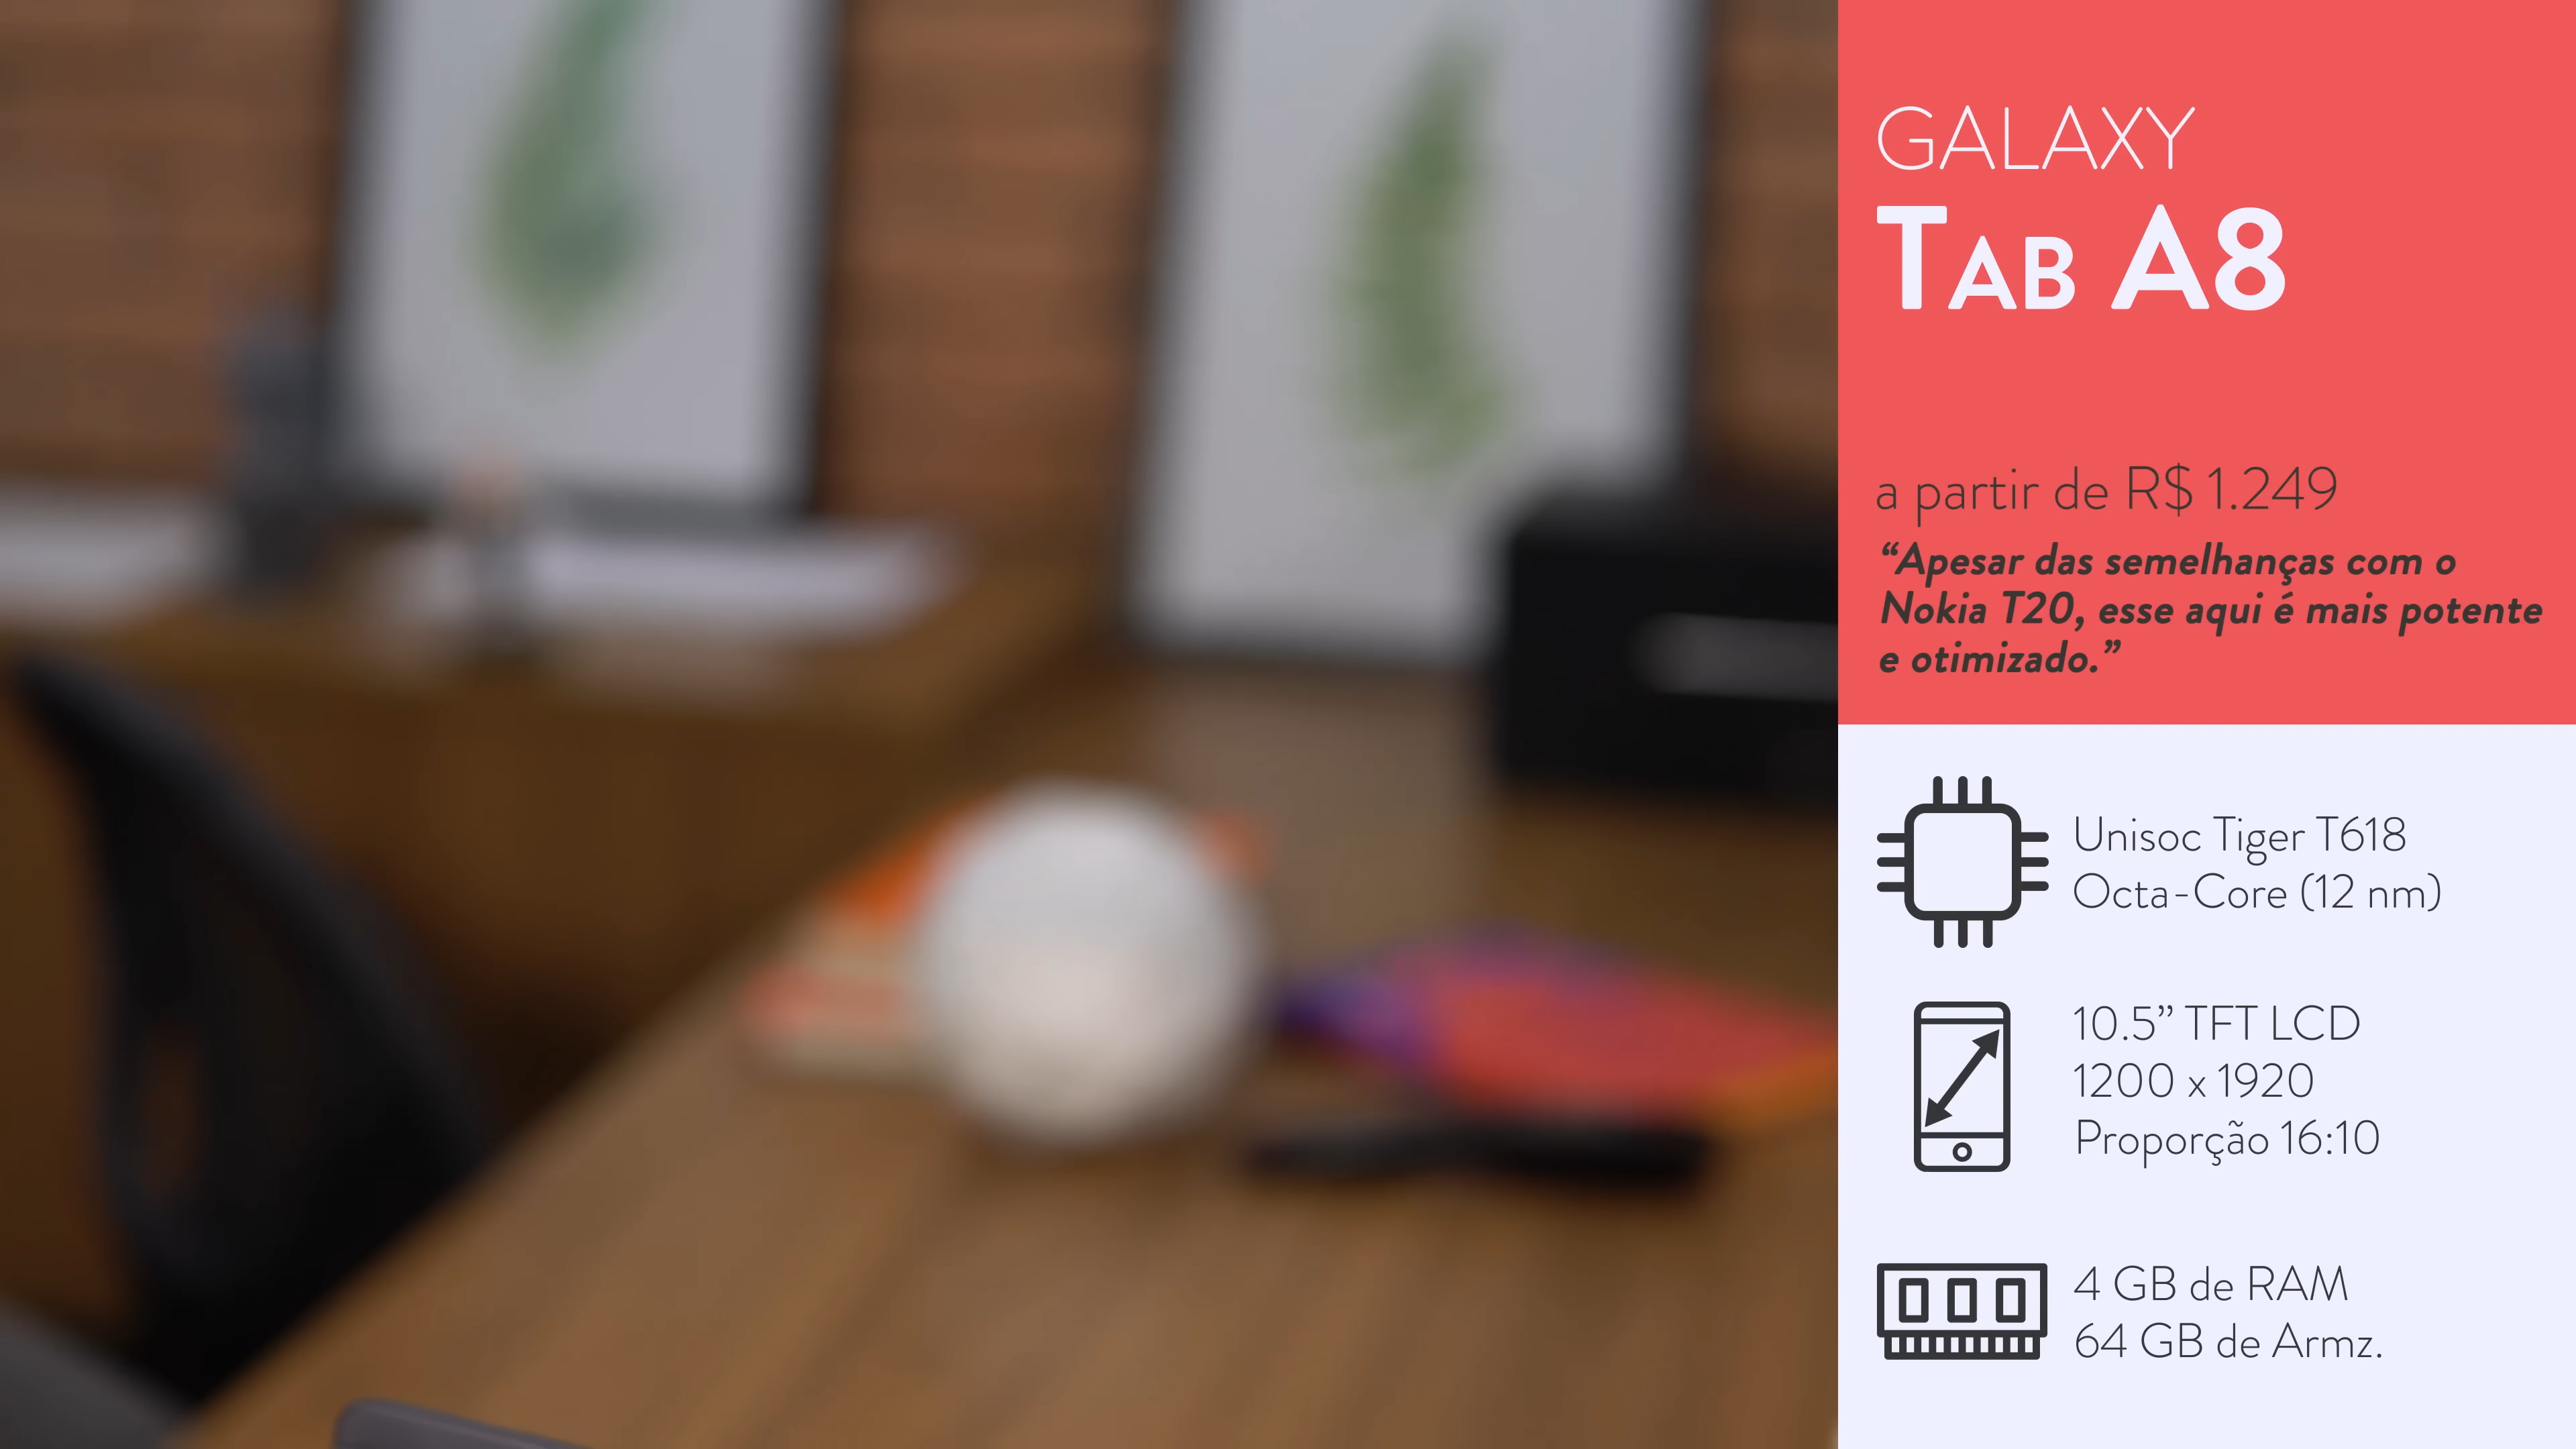 GALAXY
TAB A8
a partir de R$ 1.249
“Apesar das semelhanças com o
Nokia T20, esse aqui é mais potente
e otimizado.”
Unisoc Tiger T618
Octa-Core (12 nm)
10.5” TFT LCD
1200 x 1920
Proporção 16:10
4 GB de RAM
64 GB de Armz.